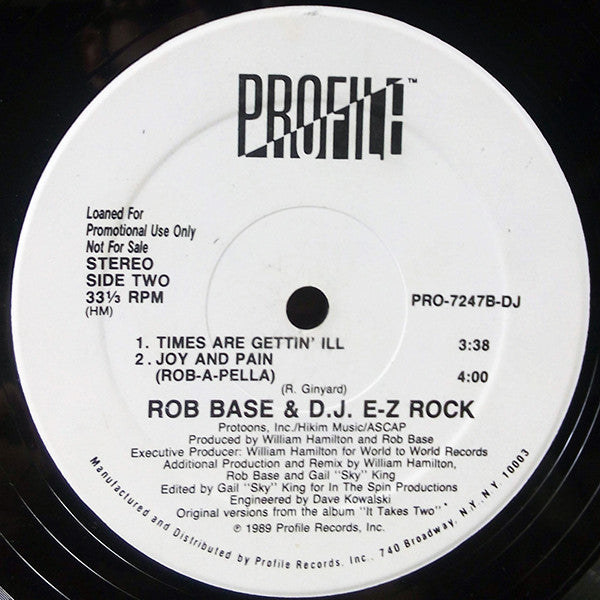 PROFILE™
Loaned For
Promotional Use Only
Not For Sale
STEREO
SIDE TWO
33⅓ RPM
(HM)
PRO-7247B-DJ
1. TIMES ARE GETTIN' ILL 3:38
2. JOY AND PAIN
(ROB-A-PELLA) 4:00
(R. Ginyard)
ROB BASE & D.J. E-Z ROCK
Protoons, Inc./Hikim Music/ASCAP
Produced by William Hamilton and Rob Base
Executive Producer: William Hamilton for World to World Records
Additional Production and Remix by William Hamilton,
Rob Base and Gail "Sky" King
Edited by Gail "Sky" King for In The Spin Productions
Engineered by Dave Kowalski
Original versions from the album "It Takes Two"
℗ 1989 Profile Records, Inc.
Manufactured and Distributed by Profile Records, Inc., 740 Broadway, N.Y., N.Y. 10003